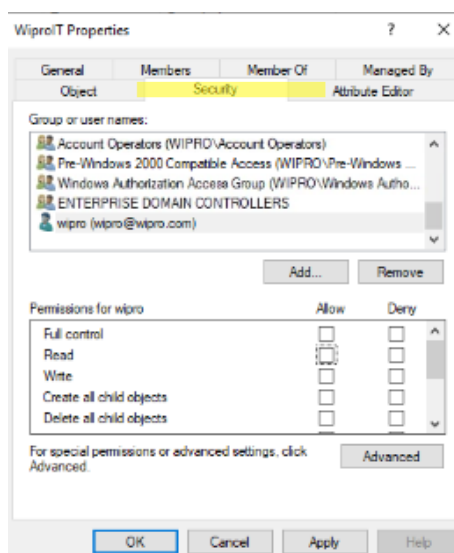 WiproIT Properties ? ×
General Members Member Of Managed By
Object Security Attribute Editor
Group or user names:
Account Operators (WIPRO\Account Operators)
Pre-Windows 2000 Compatible Access (WIPRO\Pre-Windows ...
Windows Authorization Access Group (WIPRO\Windows Autho...
ENTERPRISE DOMAIN CONTROLLERS
wipro (wipro@wipro.com)
Add... Remove
Permissions for wipro Allow Deny
Full control
Read
Write
Create all child objects
Delete all child objects
For special permissions or advanced settings, click
Advanced.
Advanced
OK Cancel Apply Help